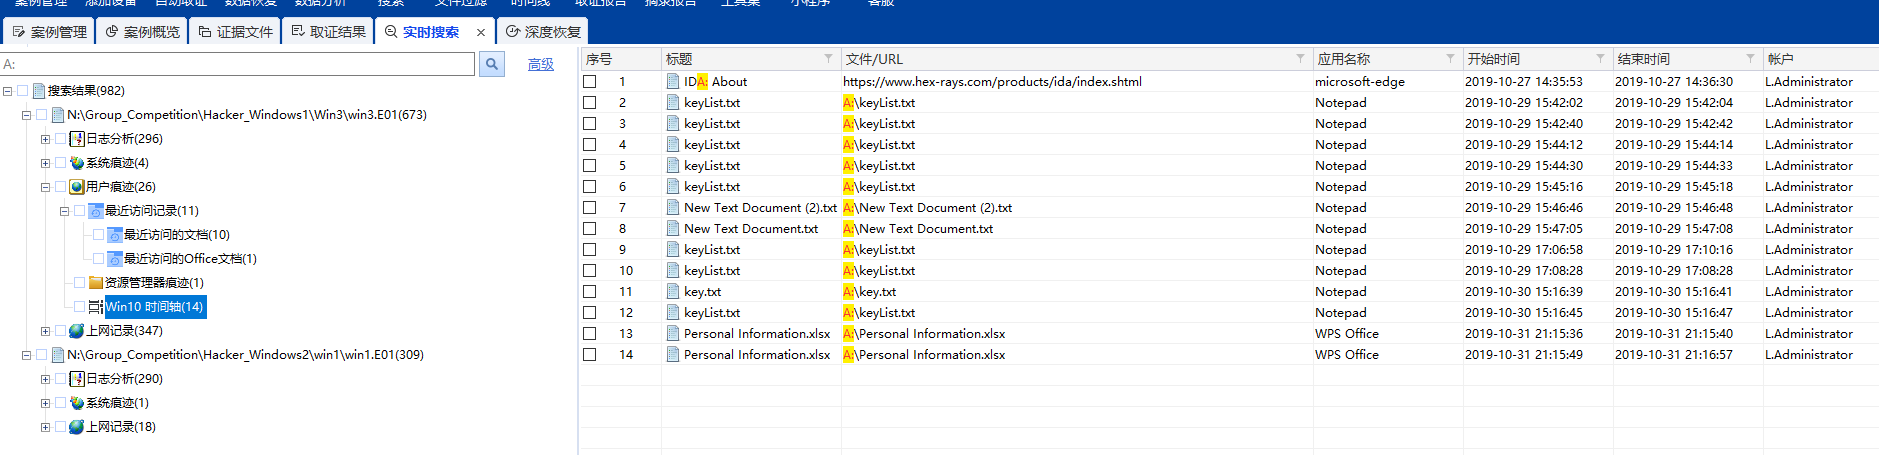 案例管理 添加设备 自动取证 数据恢复 数据分析 搜索 文件过滤 时间线 取证报告 摘录报告 工具集 小程序 客服
案例管理 案例概览 证据文件 取证结果 实时搜索 × 深度恢复
A: 高级
搜索结果(982)
N:\Group_Competition\Hacker_Windows1\Win3\win3.E01(673)
日志分析(296)
系统痕迹(4)
用户痕迹(26)
最近访问记录(11)
最近访问的文档(10)
最近访问的Office文档(1)
资源管理器痕迹(1)
Win10 时间轴(14)
上网记录(347)
N:\Group_Competition\Hacker_Windows2\win1\win1.E01(309)
日志分析(290)
系统痕迹(1)
上网记录(18)
序号 标题 文件/URL 应用名称 开始时间 结束时间 帐户
1 IDA: About https://www.hex-rays.com/products/ida/index.shtml microsoft-edge 2019-10-27 14:35:53 2019-10-27 14:36:30 L.Administrator
2 keyList.txt A:\keyList.txt Notepad 2019-10-29 15:42:02 2019-10-29 15:42:04 L.Administrator
3 keyList.txt A:\keyList.txt Notepad 2019-10-29 15:42:40 2019-10-29 15:42:42 L.Administrator
4 keyList.txt A:\keyList.txt Notepad 2019-10-29 15:44:12 2019-10-29 15:44:14 L.Administrator
5 keyList.txt A:\keyList.txt Notepad 2019-10-29 15:44:30 2019-10-29 15:44:33 L.Administrator
6 keyList.txt A:\keyList.txt Notepad 2019-10-29 15:45:16 2019-10-29 15:45:18 L.Administrator
7 New Text Document (2).txt A:\New Text Document (2).txt Notepad 2019-10-29 15:46:46 2019-10-29 15:46:48 L.Administrator
8 New Text Document.txt A:\New Text Document.txt Notepad 2019-10-29 15:47:05 2019-10-29 15:47:08 L.Administrator
9 keyList.txt A:\keyList.txt Notepad 2019-10-29 17:06:58 2019-10-29 17:10:16 L.Administrator
10 keyList.txt A:\keyList.txt Notepad 2019-10-29 17:08:28 2019-10-29 17:08:28 L.Administrator
11 key.txt A:\key.txt Notepad 2019-10-30 15:16:39 2019-10-30 15:16:41 L.Administrator
12 keyList.txt A:\keyList.txt Notepad 2019-10-30 15:16:45 2019-10-30 15:16:47 L.Administrator
13 Personal Information.xlsx A:\Personal Information.xlsx WPS Office 2019-10-31 21:15:36 2019-10-31 21:15:40 L.Administrator
14 Personal Information.xlsx A:\Personal Information.xlsx WPS Office 2019-10-31 21:15:49 2019-10-31 21:16:57 L.Administrator